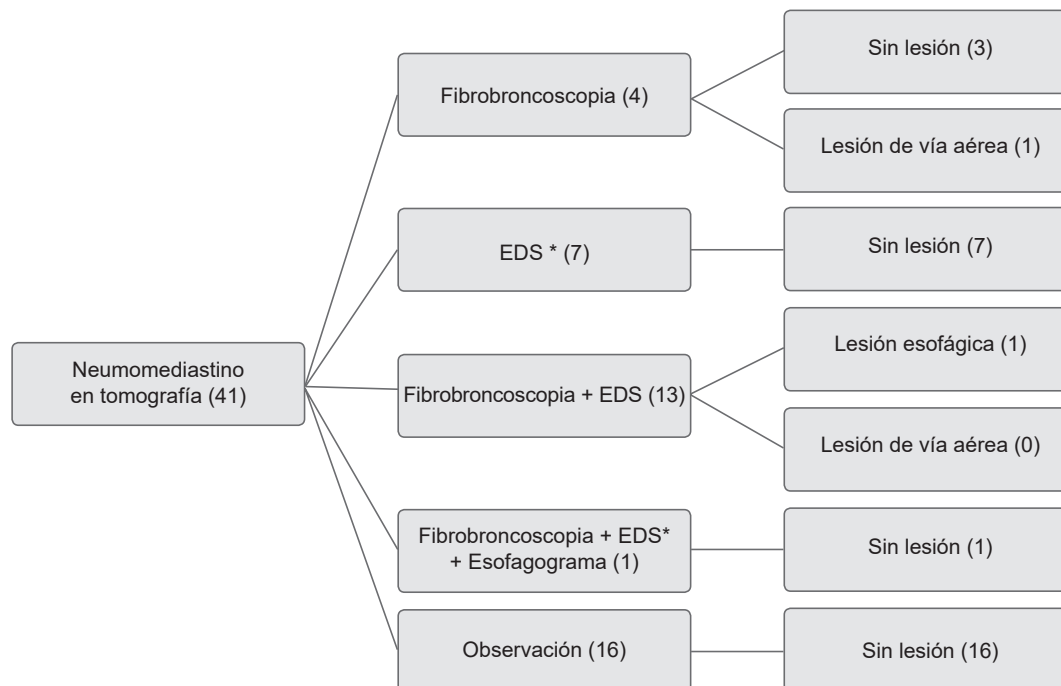 Neumomediastino
en tomografía (41)
Fibrobroncoscopia (4)
Sin lesión (3)
Lesión de vía aérea (1)
EDS * (7)
Sin lesión (7)
Fibrobroncoscopia + EDS (13)
Lesión esofágica (1)
Lesión de vía aérea (0)
Fibrobroncoscopia + EDS*
+ Esofagograma (1)
Sin lesión (1)
Observación (16)
Sin lesión (16)